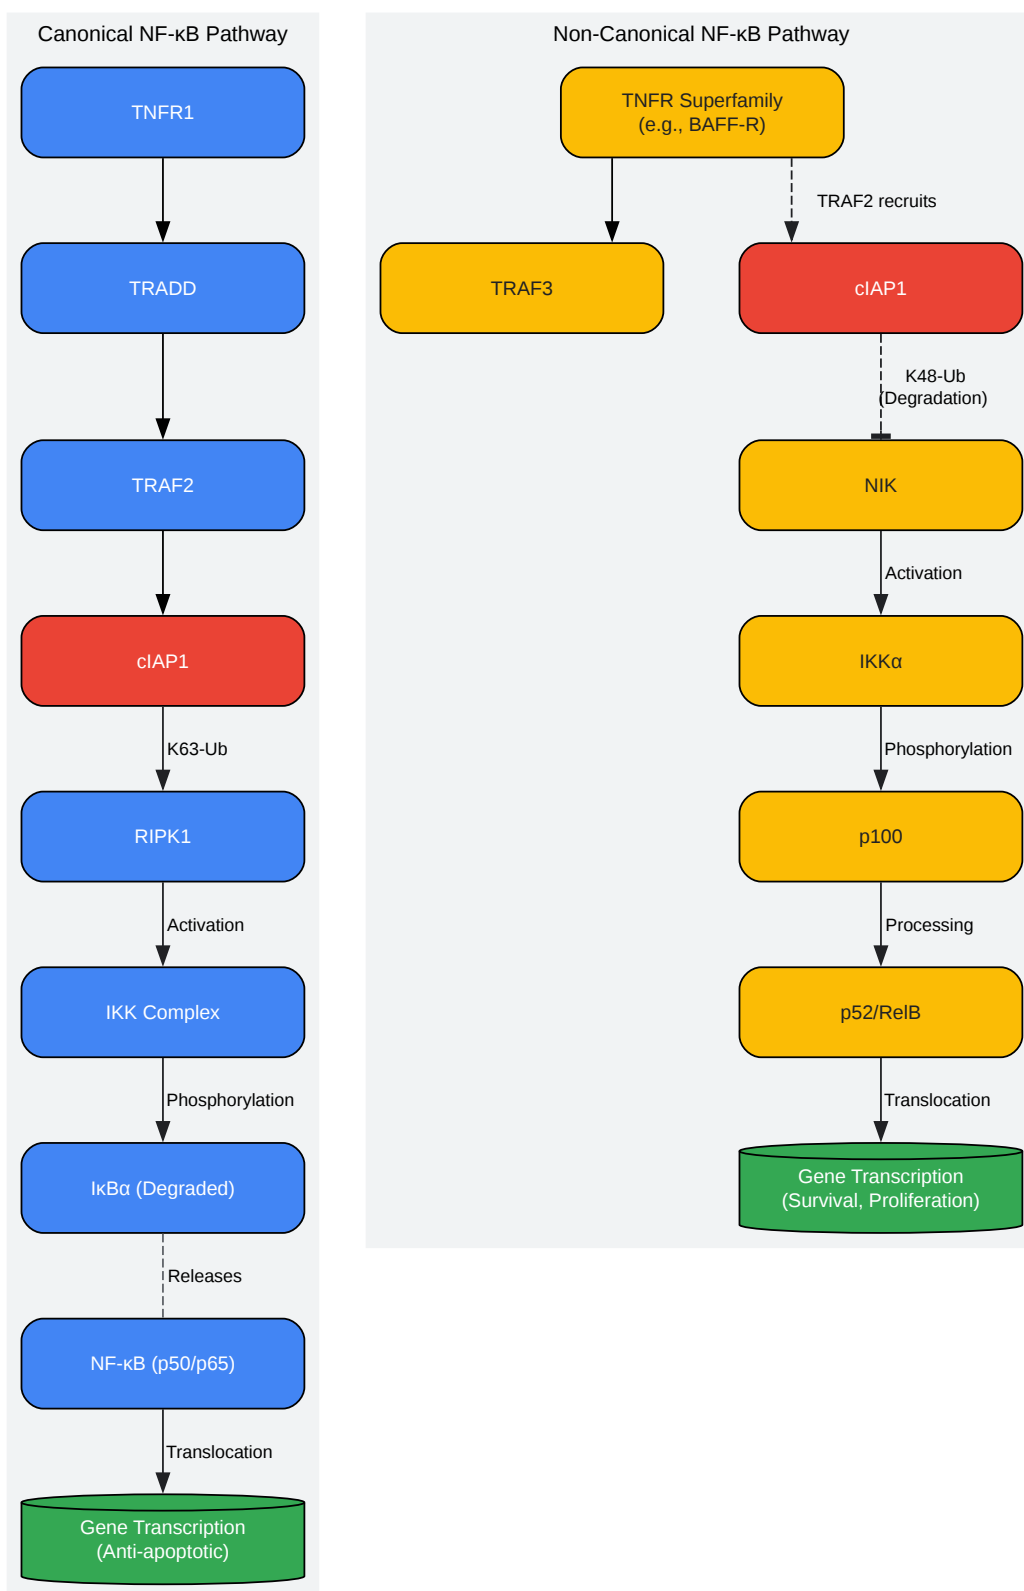 Canonical NF-κB Pathway
TNFR1
TRADD
TRAF2
cIAP1
K63-Ub
RIPK1
Activation
IKK Complex
Phosphorylation
IκBα (Degraded)
Releases
NF-κB (p50/p65)
Translocation
Gene Transcription
(Anti-apoptotic)
Non-Canonical NF-κB Pathway
TNFR Superfamily
(e.g., BAFF-R)
TRAF2 recruits
TRAF3
cIAP1
K48-Ub
(Degradation)
NIK
Activation
IKKα
Phosphorylation
p100
Processing
p52/RelB
Translocation
Gene Transcription
(Survival, Proliferation)